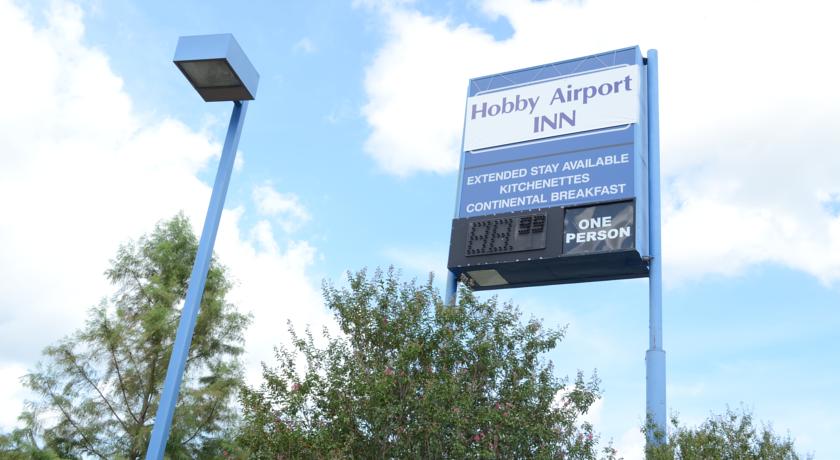 Hobby Airport
INN
EXTENDED STAY AVAILABLE
KITCHENETTES
CONTINENTAL BREAKFAST
ONE
PERSON